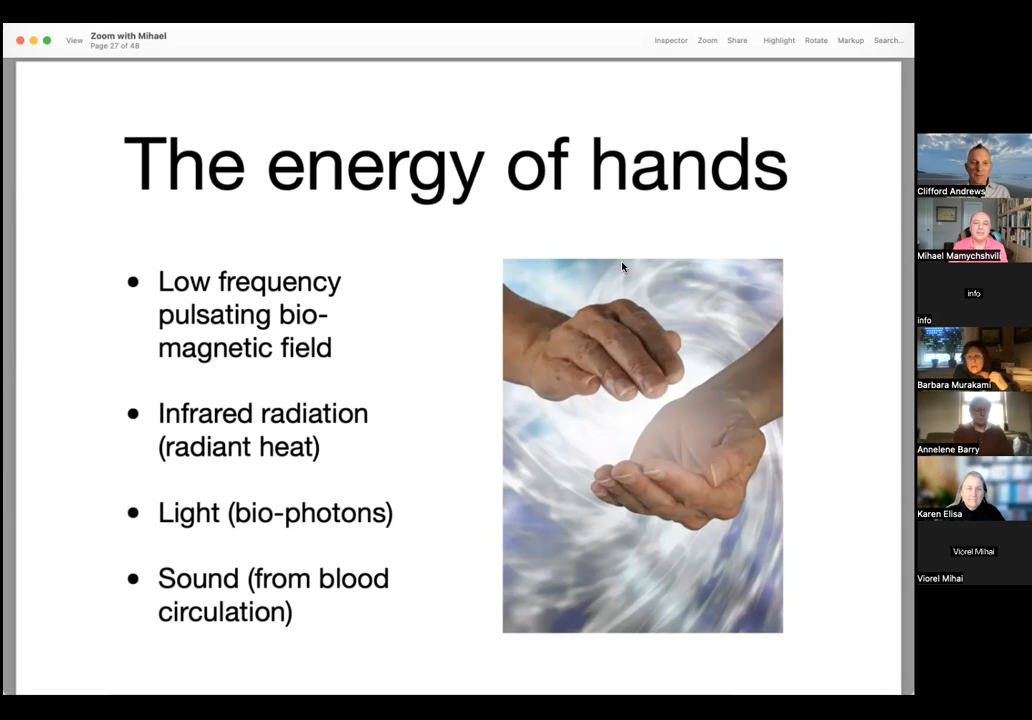 View
Zoom with Mihael
Page 27 of 48
Inspector Zoom Share Highlight Rotate Markup Search...
The energy of hands
• Low frequency
pulsating bio-
magnetic field
• Infrared radiation
(radiant heat)
• Light (bio-photons)
• Sound (from blood
circulation)
Clifford Andrews
Mihael Mamychshvili
info
info
Barbara Murakami
Annelene Barry
Karen Elisa
Viorel Mihai
Viorel Mihai